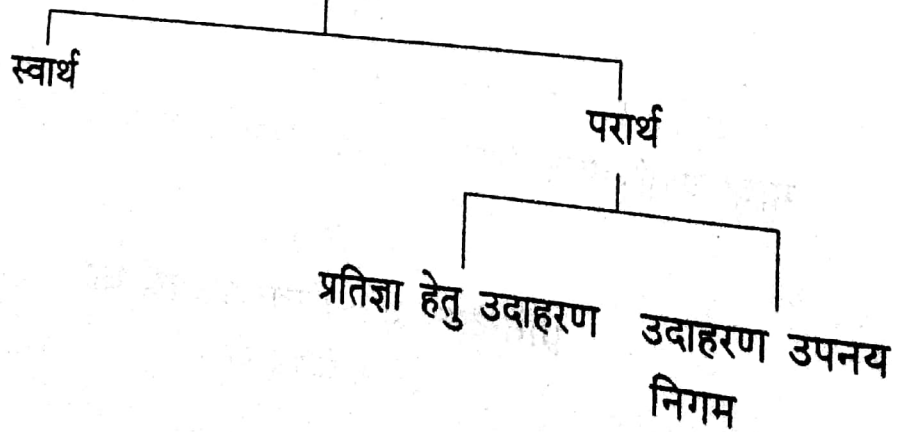 स्वार्थ
परार्थ
प्रतिज्ञा हेतु उदाहरण
उदाहरण उपनय
निगम